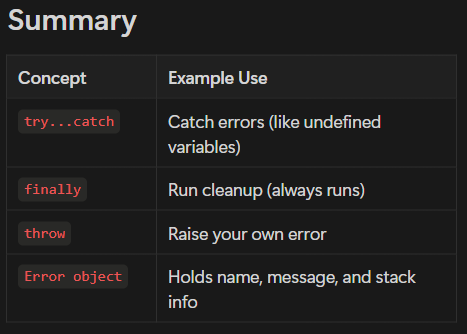 Summary
Concept Example Use
try...catch Catch errors (like undefined
variables)
finally Run cleanup (always runs)
throw Raise your own error
Error object Holds name, message, and stack
info